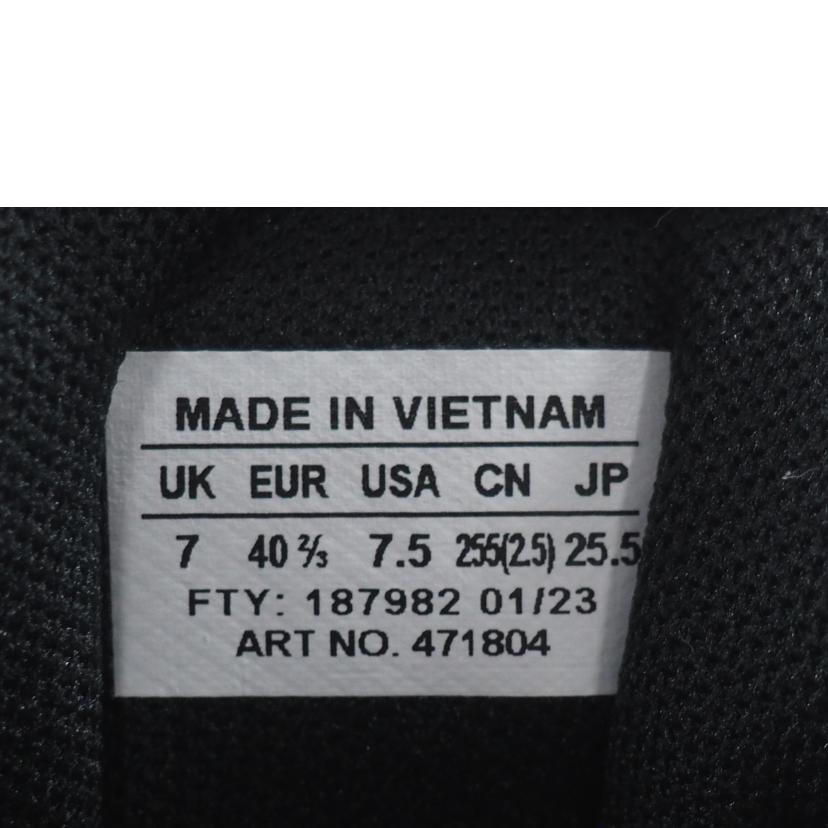 MADE IN VIETNAM
UK EUR USA CN JP
7 40⅔ 7.5 255(2.5) 25.5
FTY: 187982 01/23
ART NO. 471804